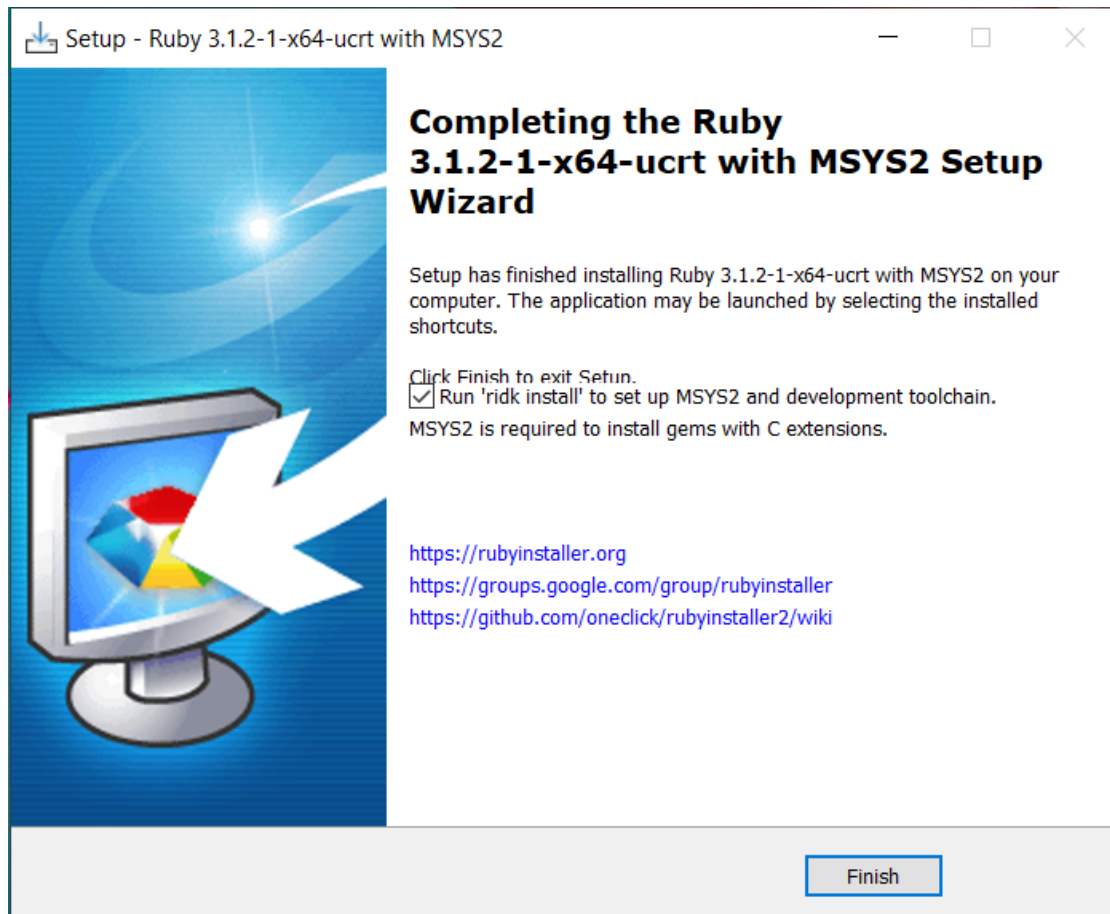 Setup - Ruby 3.1.2-1-x64-ucrt with MSYS2
Completing the Ruby
3.1.2-1-x64-ucrt with MSYS2 Setup
Wizard
Setup has finished installing Ruby 3.1.2-1-x64-ucrt with MSYS2 on your
computer. The application may be launched by selecting the installed
shortcuts.
Click Finish to exit Setup.
Run 'ridk install' to set up MSYS2 and development toolchain.
MSYS2 is required to install gems with C extensions.
https://rubyinstaller.org
https://groups.google.com/group/rubyinstaller
https://github.com/oneclick/rubyinstaller2/wiki
Finish